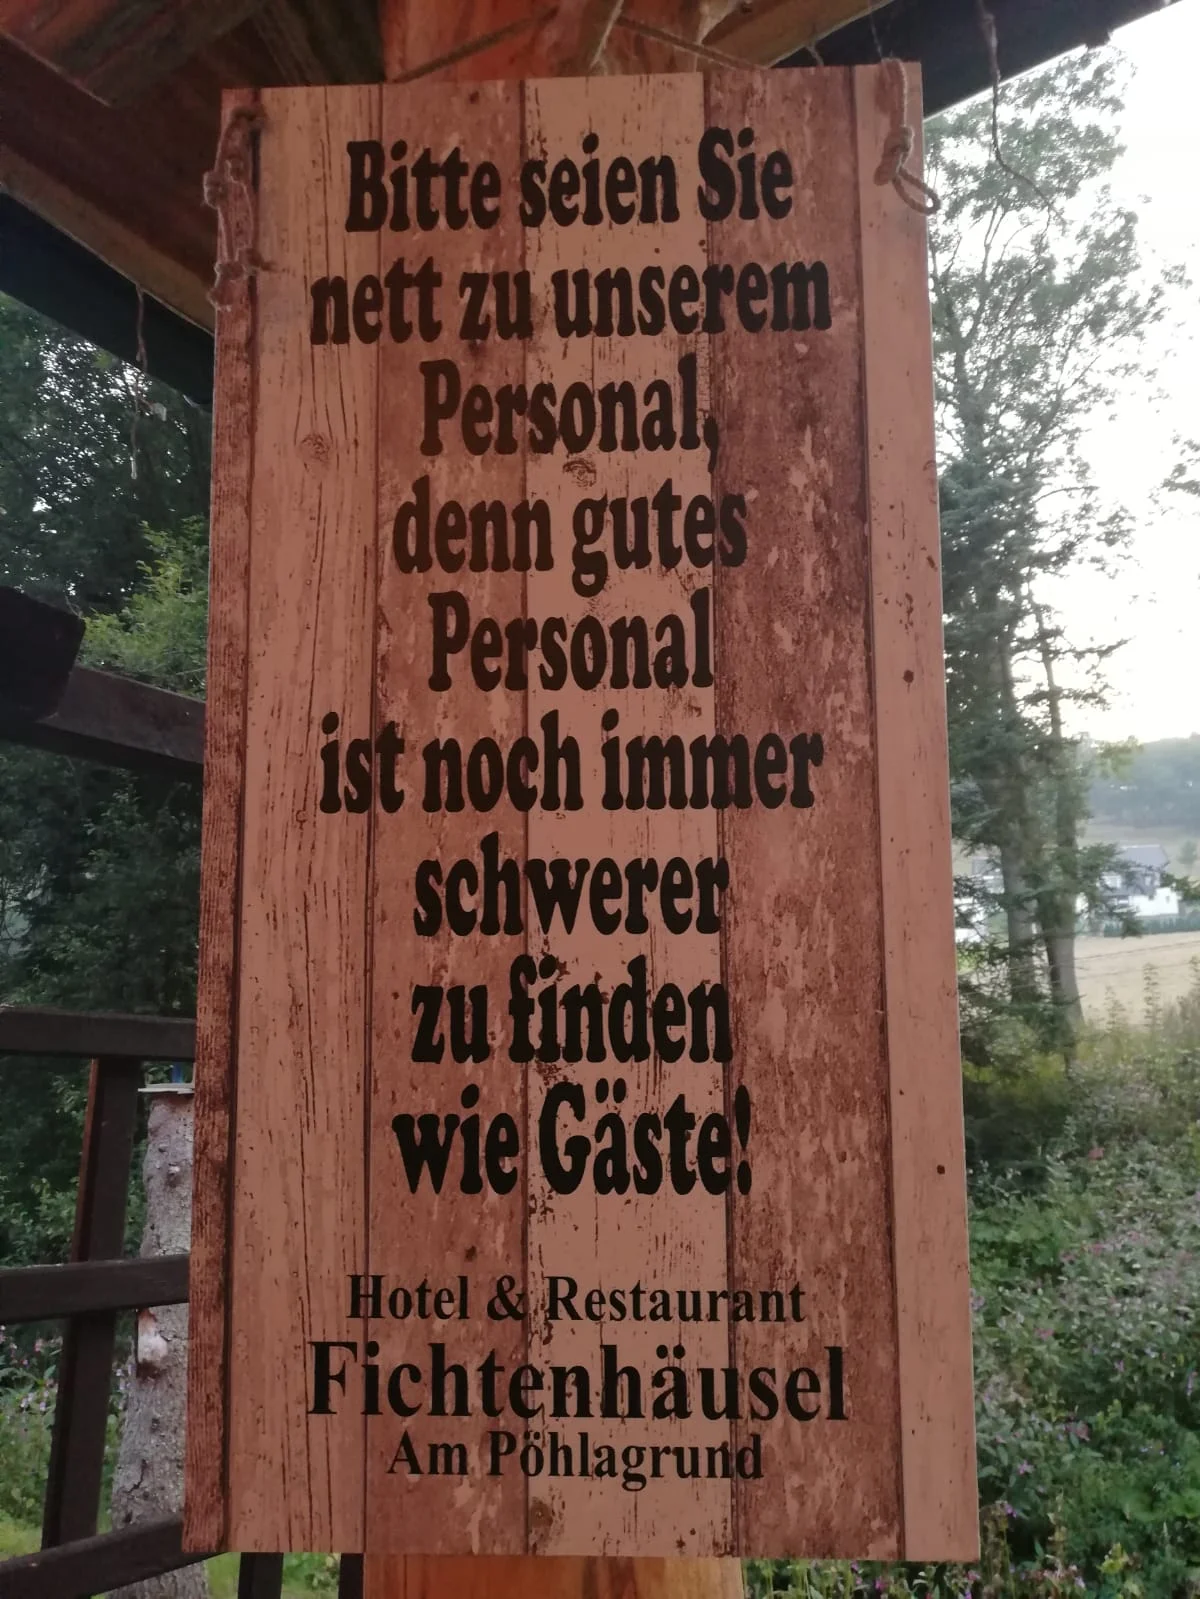 Bitte seien Sie
nett zu unserem
Personal,
denn gutes
Personal
ist noch immer
schwerer
zu finden
wie Gäste!
Hotel & Restaurant
Fichtenhäusel
Am Pöhlagrund